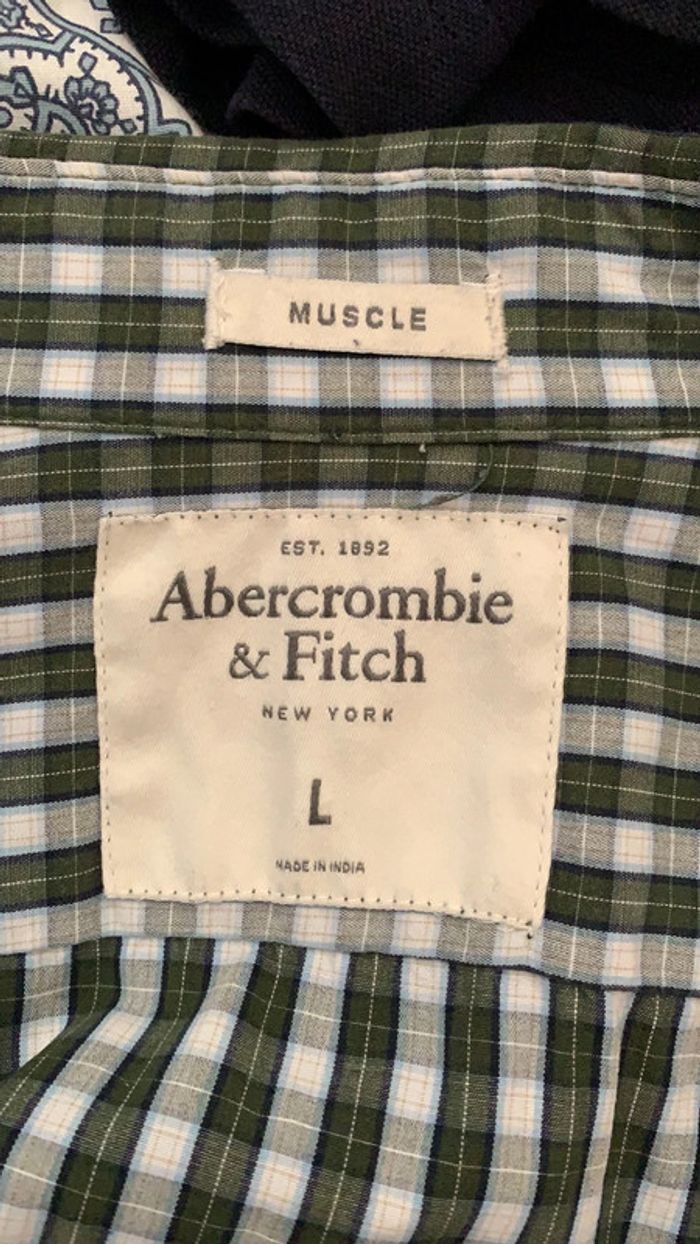 MUSCLE
EST. 1892
Abercrombie
& Fitch
NEW YORK
L
MADE IN INDIA